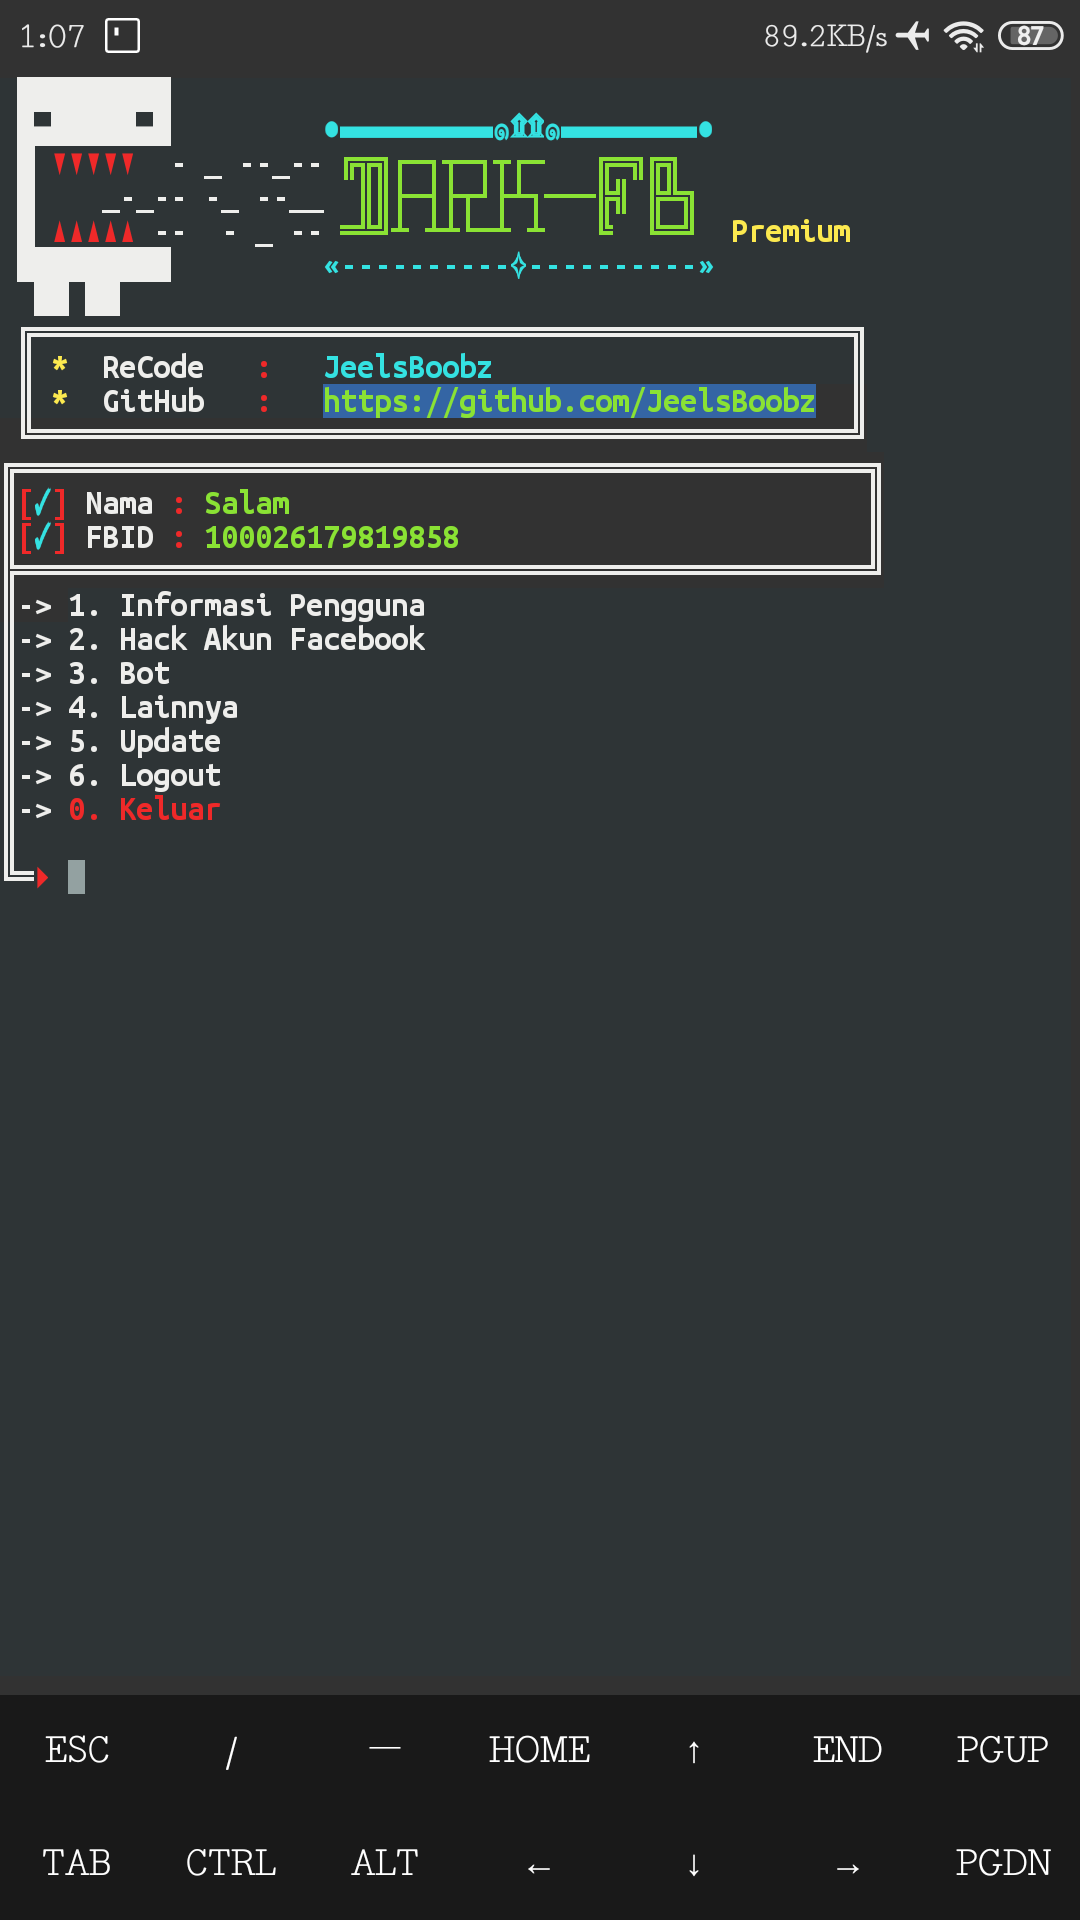 1:07 89.2KB/s 87
DARK-FB
Premium
* ReCode : JeelsBoobz
* GitHub : https://github.com/JeelsBoobz
[✓] Nama : Salam
[✓] FBID : 100026179819858
-> 1. Informasi Pengguna
-> 2. Hack Akun Facebook
-> 3. Bot
-> 4. Lainnya
-> 5. Update
-> 6. Logout
-> 0. Keluar
ESC / — HOME ↑ END PGUP
TAB CTRL ALT ← ↓ → PGDN